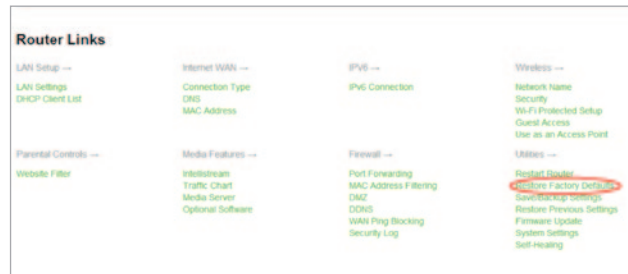 Router Links
LAN Setup →
LAN Settings
DHCP Client List
Internet WAN →
Connection Type
DNS
MAC Address
IPV6 →
IPv6 Connection
Wireless →
Network Name
Security
Wi-Fi Protected Setup
Guest Access
Use as an Access Point
Parental Controls →
Website Filter
Media Features →
Intellistream
Traffic Chart
Media Server
Optional Software
Firewall →
Port Forwarding
MAC Address Filtering
DMZ
DDNS
WAN Ping Blocking
Security Log
Utilities →
Restart Router
Restore Factory Defaults
Save/Backup Settings
Restore Previous Settings
Firmware Update
System Settings
Self-Healing